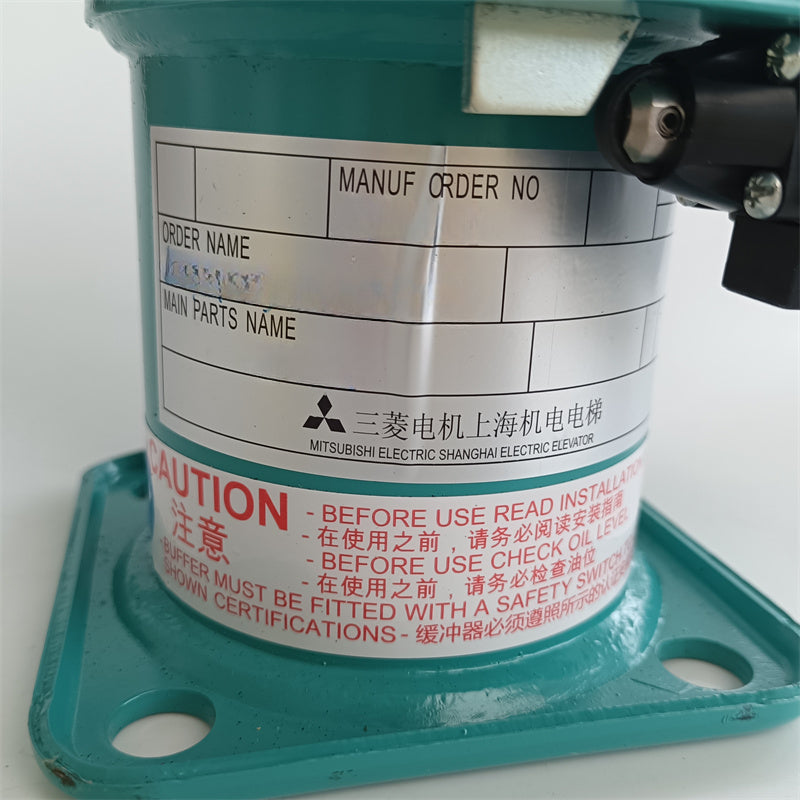 MANUF ORDER NO
ORDER NAME
MAIN PARTS NAME
三菱电机上海机电电梯
MITSUBISHI ELECTRIC SHANGHAI ELECTRIC ELEVATOR
CAUTION
注意
- BEFORE USE READ INSTALLATION
- 在使用之前，请务必阅读安装指南
- BEFORE USE CHECK OIL LEVEL
- 在使用之前，请务必检查油位
-BUFFER MUST BE FITTED WITH A SAFETY SWITCH
SHOWN CERTIFICATIONS - 缓冲器必须遵照所示的认证